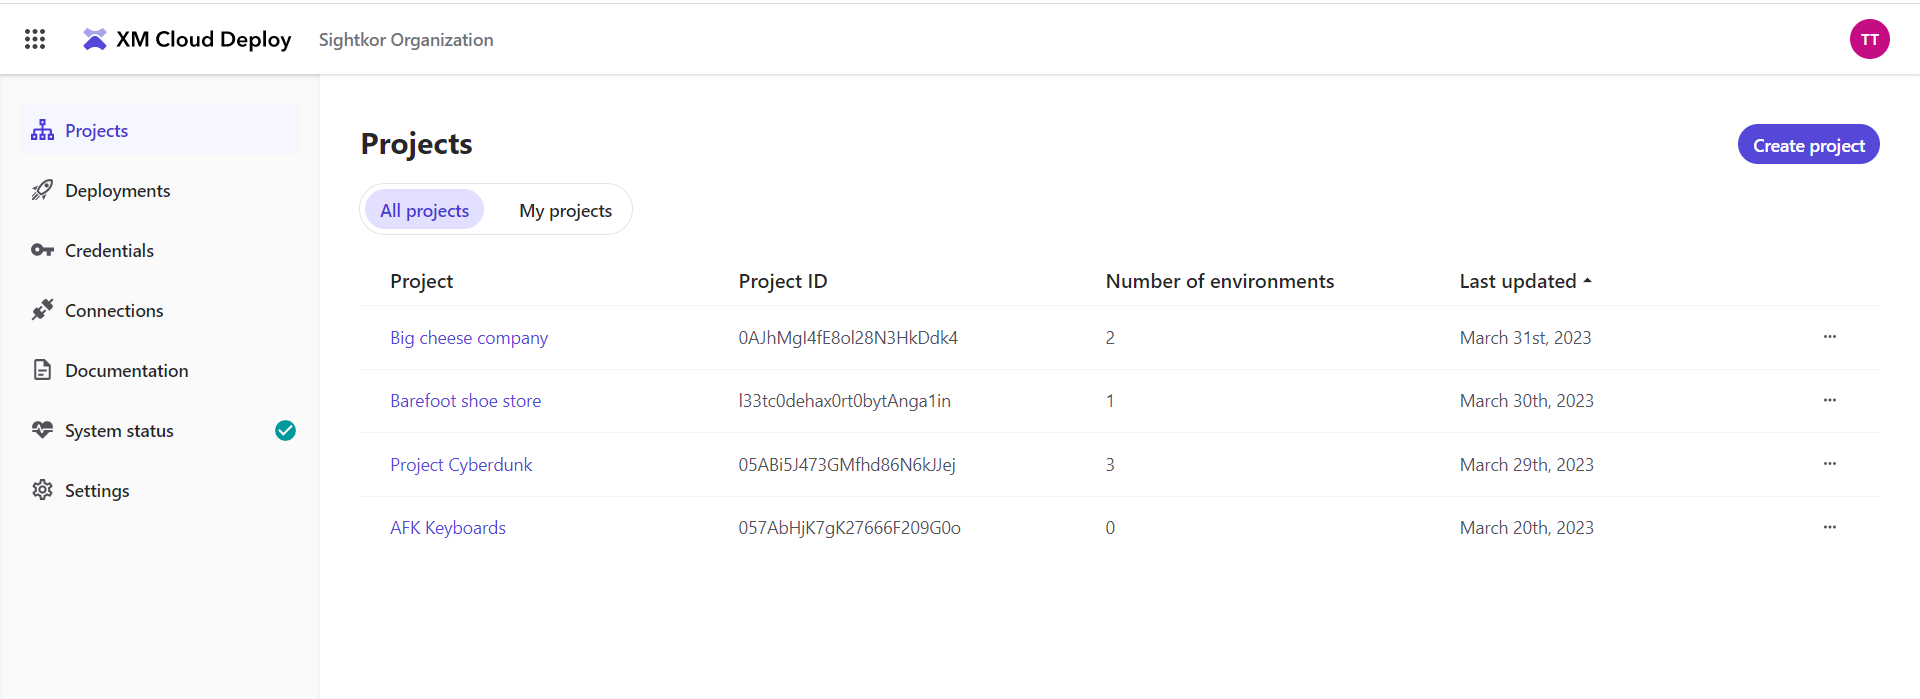 XM Cloud Deploy Sightkor Organization TT
Projects
Deployments
Credentials
Connections
Documentation
System status
Settings
Projects
Create project
All projects My projects
Project Project ID Number of environments Last updated
Big cheese company 0AJhMgI4fE8ol28N3HkDdk4 2 March 31st, 2023 ...
Barefoot shoe store l33tc0dehax0rt0bytAnga1in 1 March 30th, 2023 ...
Project Cyberdunk 05ABi5J473GMfhd86N6kJJej 3 March 29th, 2023 ...
AFK Keyboards 057AbHjK7gK27666F209G0o 0 March 20th, 2023 ...